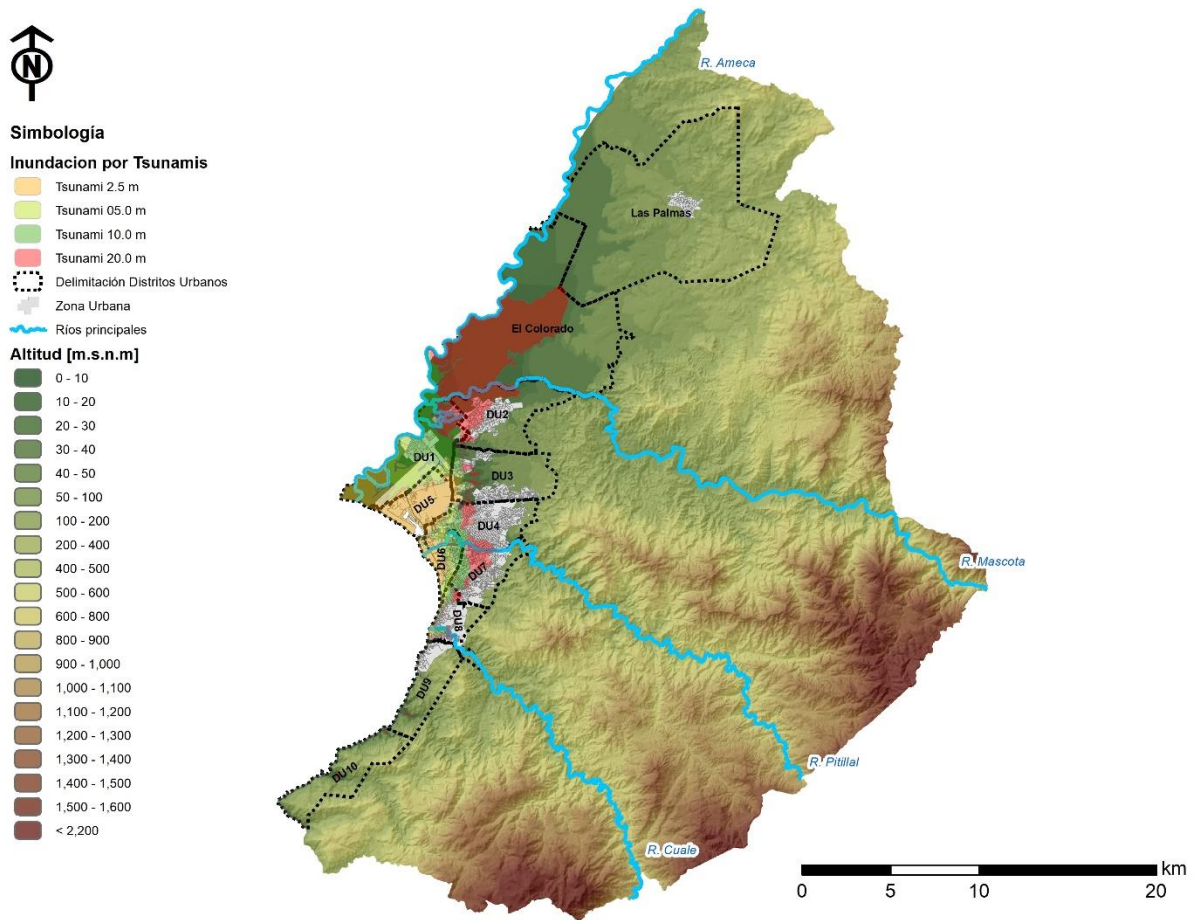 N
Simbología
Inundacion por Tsunamis
Tsunami 2.5 m
Tsunami 05.0 m
Tsunami 10.0 m
Tsunami 20.0 m
Delimitación Distritos Urbanos
Zona Urbana
Ríos principales
Altitud [m.s.n.m]
0 - 10
10 - 20
20 - 30
30 - 40
40 - 50
50 - 100
100 - 200
200 - 400
400 - 500
500 - 600
600 - 800
800 - 900
900 - 1,000
1,000 - 1,100
1,100 - 1,200
1,200 - 1,300
1,300 - 1,400
1,400 - 1,500
1,500 - 1,600
< 2,200
R. Ameca
Las Palmas
El Colorado
DU2
DU1
DU3
DU5
DU4
DU6
DU7
R. Mascota
DU8
DU9
R. Pitillal
DU10
R. Cuale
km
0 5 10 20